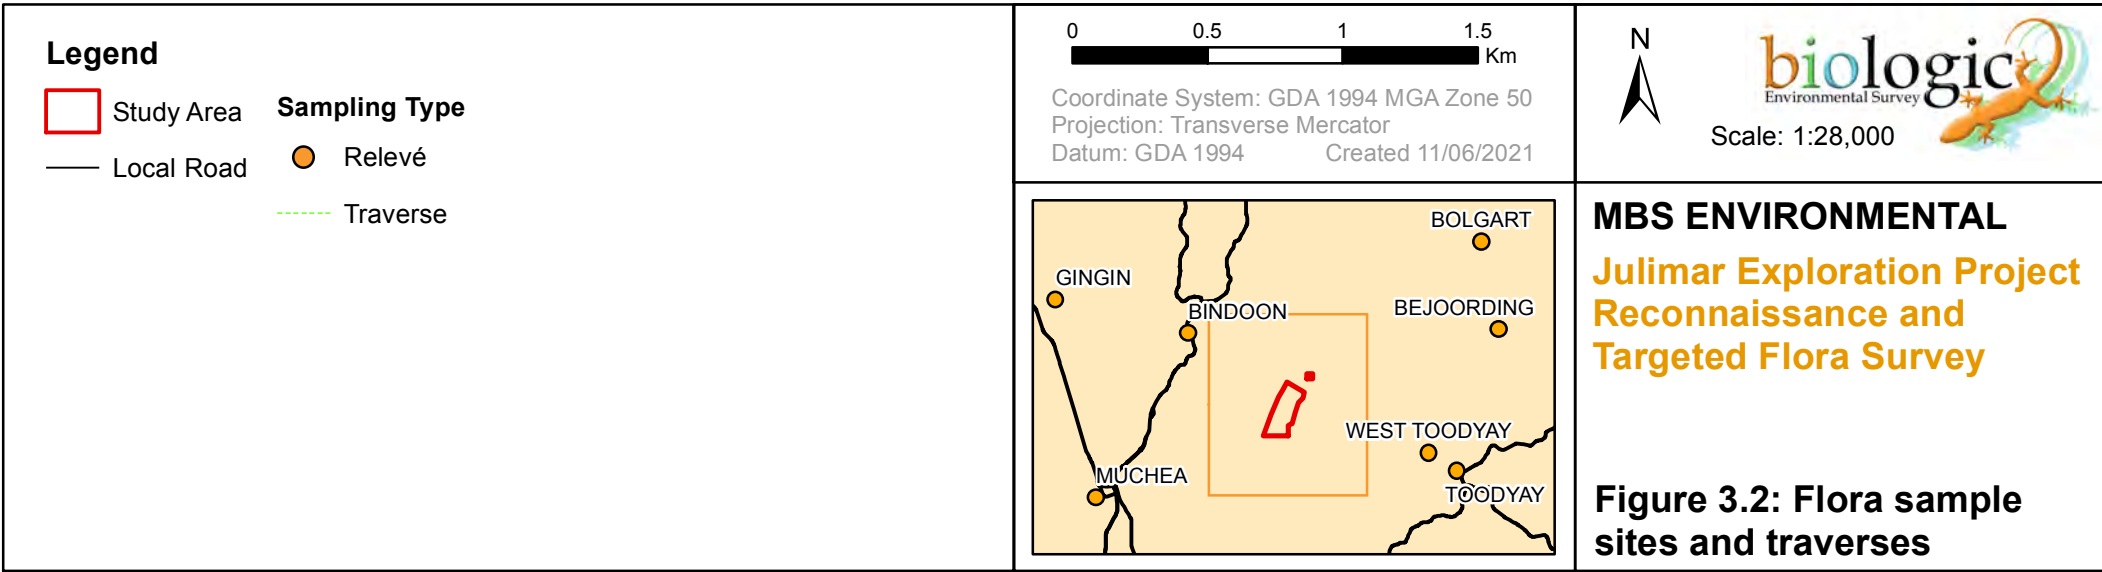 Legend
Study Area
Local Road
Sampling Type
Relevé
Traverse
0 0.5 1 1.5
Km
Coordinate System: GDA 1994 MGA Zone 50
Projection: Transverse Mercator
Datum: GDA 1994 Created 11/06/2021
N
biologic
Environmental Survey
Scale: 1:28,000
BOLGART
GINGIN
BINDOON
BEJOORDING
WEST TOODYAY
MUCHEA
TOODYAY
MBS ENVIRONMENTAL
Julimar Exploration Project
Reconnaissance and
Targeted Flora Survey
Figure 3.2: Flora sample
sites and traverses